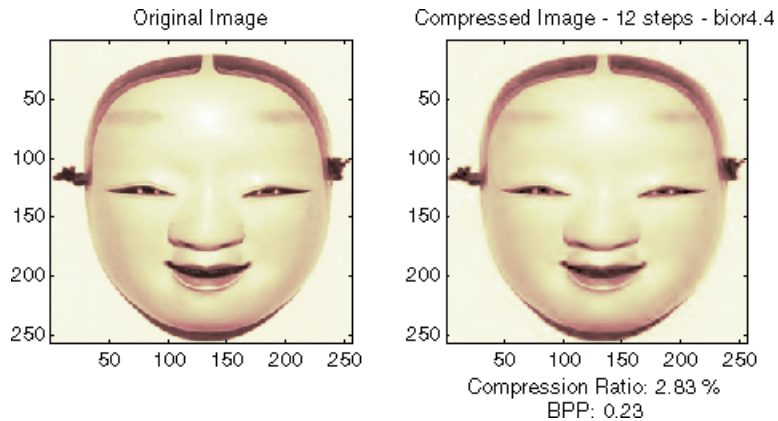 Original Image
50
100
150
200
250
50 100 150 200 250
Compressed Image - 12 steps - bior4.4
50
100
150
200
250
50 100 150 200 250
Compression Ratio: 2.83 %
BPP: 0.23